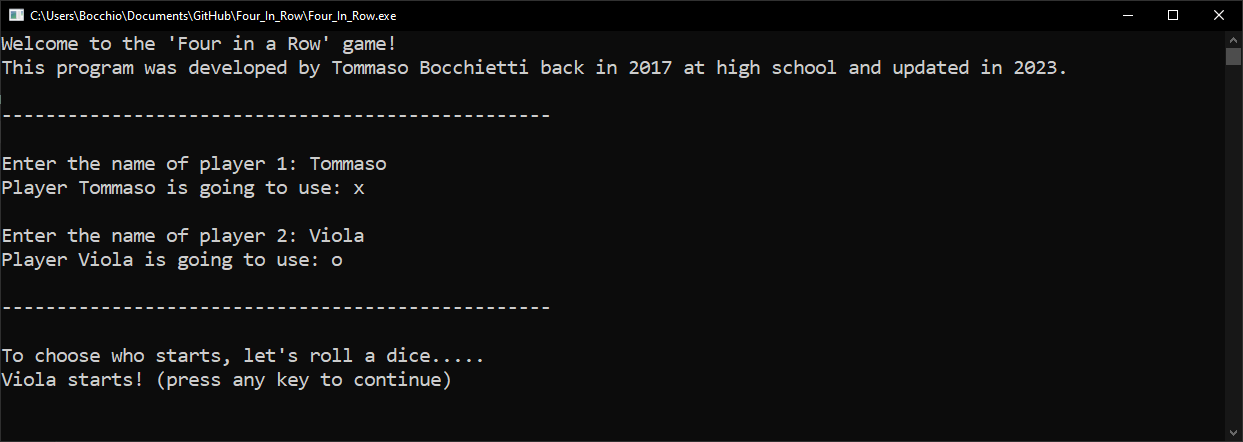 C:\Users\Bocchio\Documents\GitHub\Four_In_Row\Four_In_Row.exe
Welcome to the 'Four in a Row' game!
This program was developed by Tommaso Bocchietti back in 2017 at high school and updated in 2023.
--------------------------------------------------
Enter the name of player 1: Tommaso
Player Tommaso is going to use: x
Enter the name of player 2: Viola
Player Viola is going to use: o
--------------------------------------------------
To choose who starts, let's roll a dice.....
Viola starts! (press any key to continue)